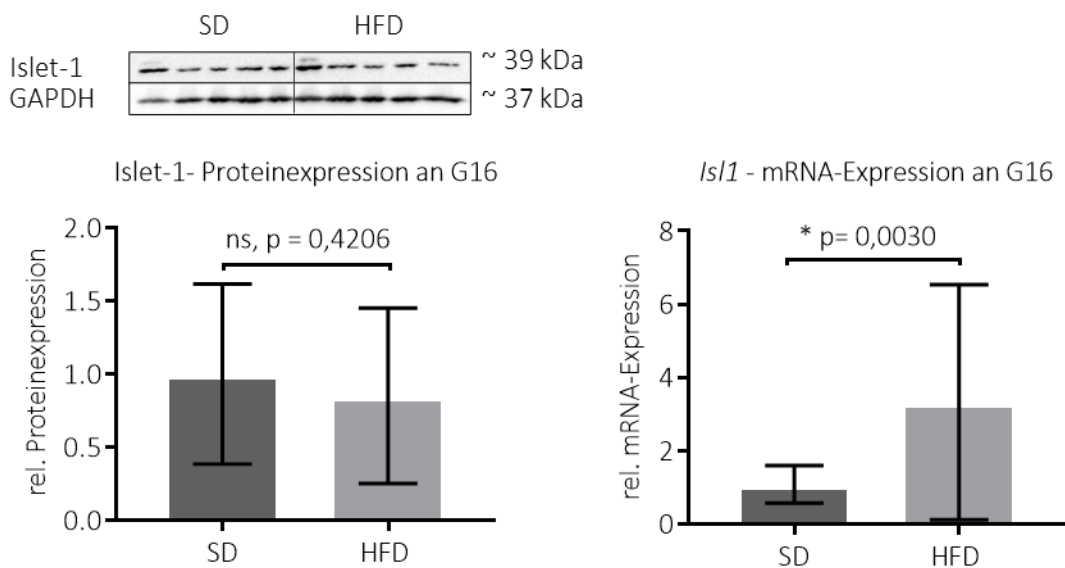 SD HFD
Islet-1 ~ 39 kDa
GAPDH ~ 37 kDa
Islet-1- Proteinexpression an G16
rel. Proteinexpression
2.0
1.5
1.0
0.5
0.0
ns, p = 0,4206
SD HFD
Isl1 - mRNA-Expression an G16
rel. mRNA-Expression
8
6
4
2
0
* p= 0,0030
SD HFD